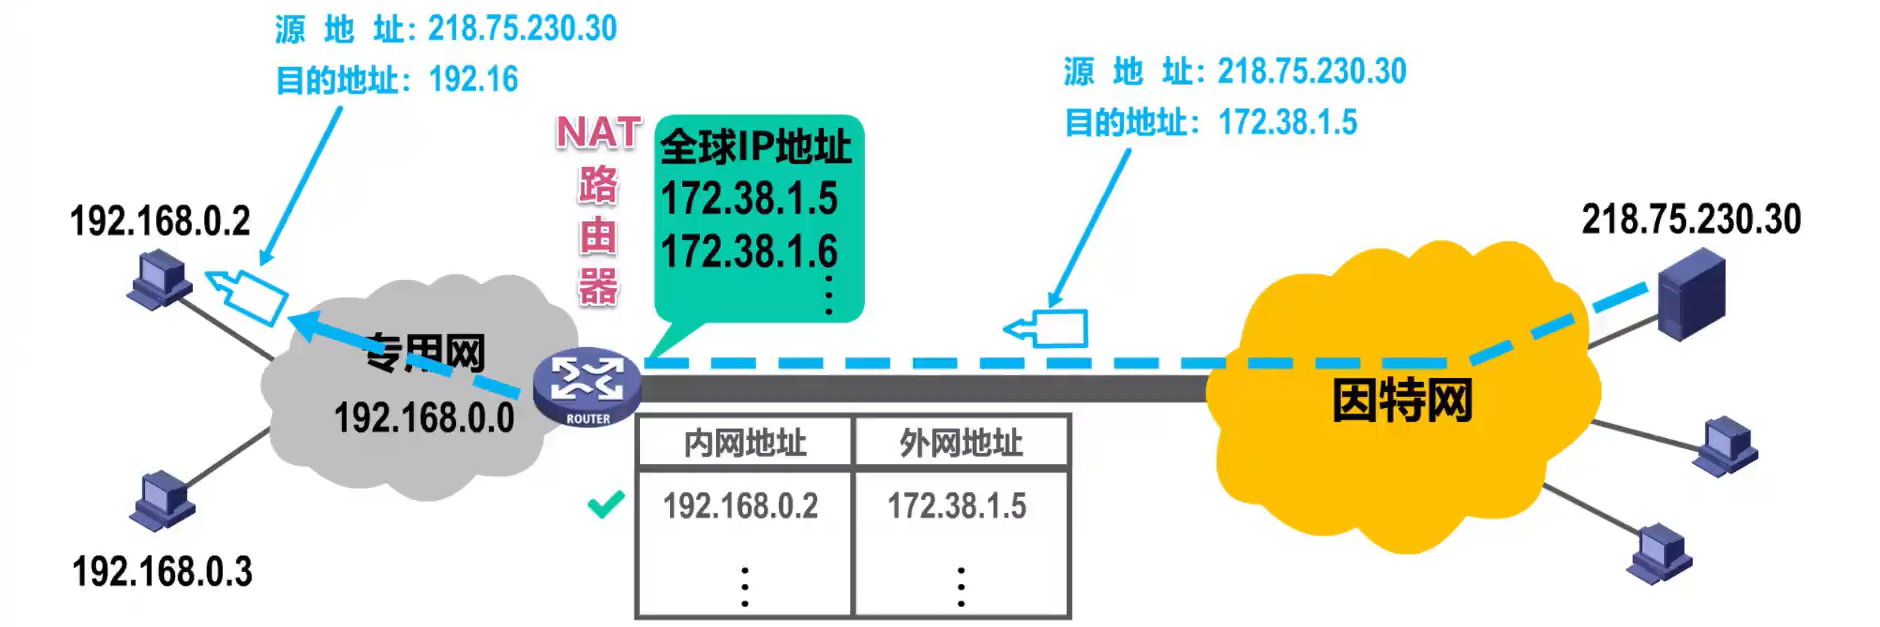 源 地 址：218.75.230.30
目的地址：192.16
源 地 址：218.75.230.30
目的地址：172.38.1.5
NAT
路
由
器
全球IP地址
172.38.1.5
172.38.1.6
⋮
192.168.0.2
218.75.230.30
专用网
192.168.0.0
ROUTER
因特网
内网地址 外网地址
192.168.0.2 172.38.1.5
⋮ ⋮
192.168.0.3